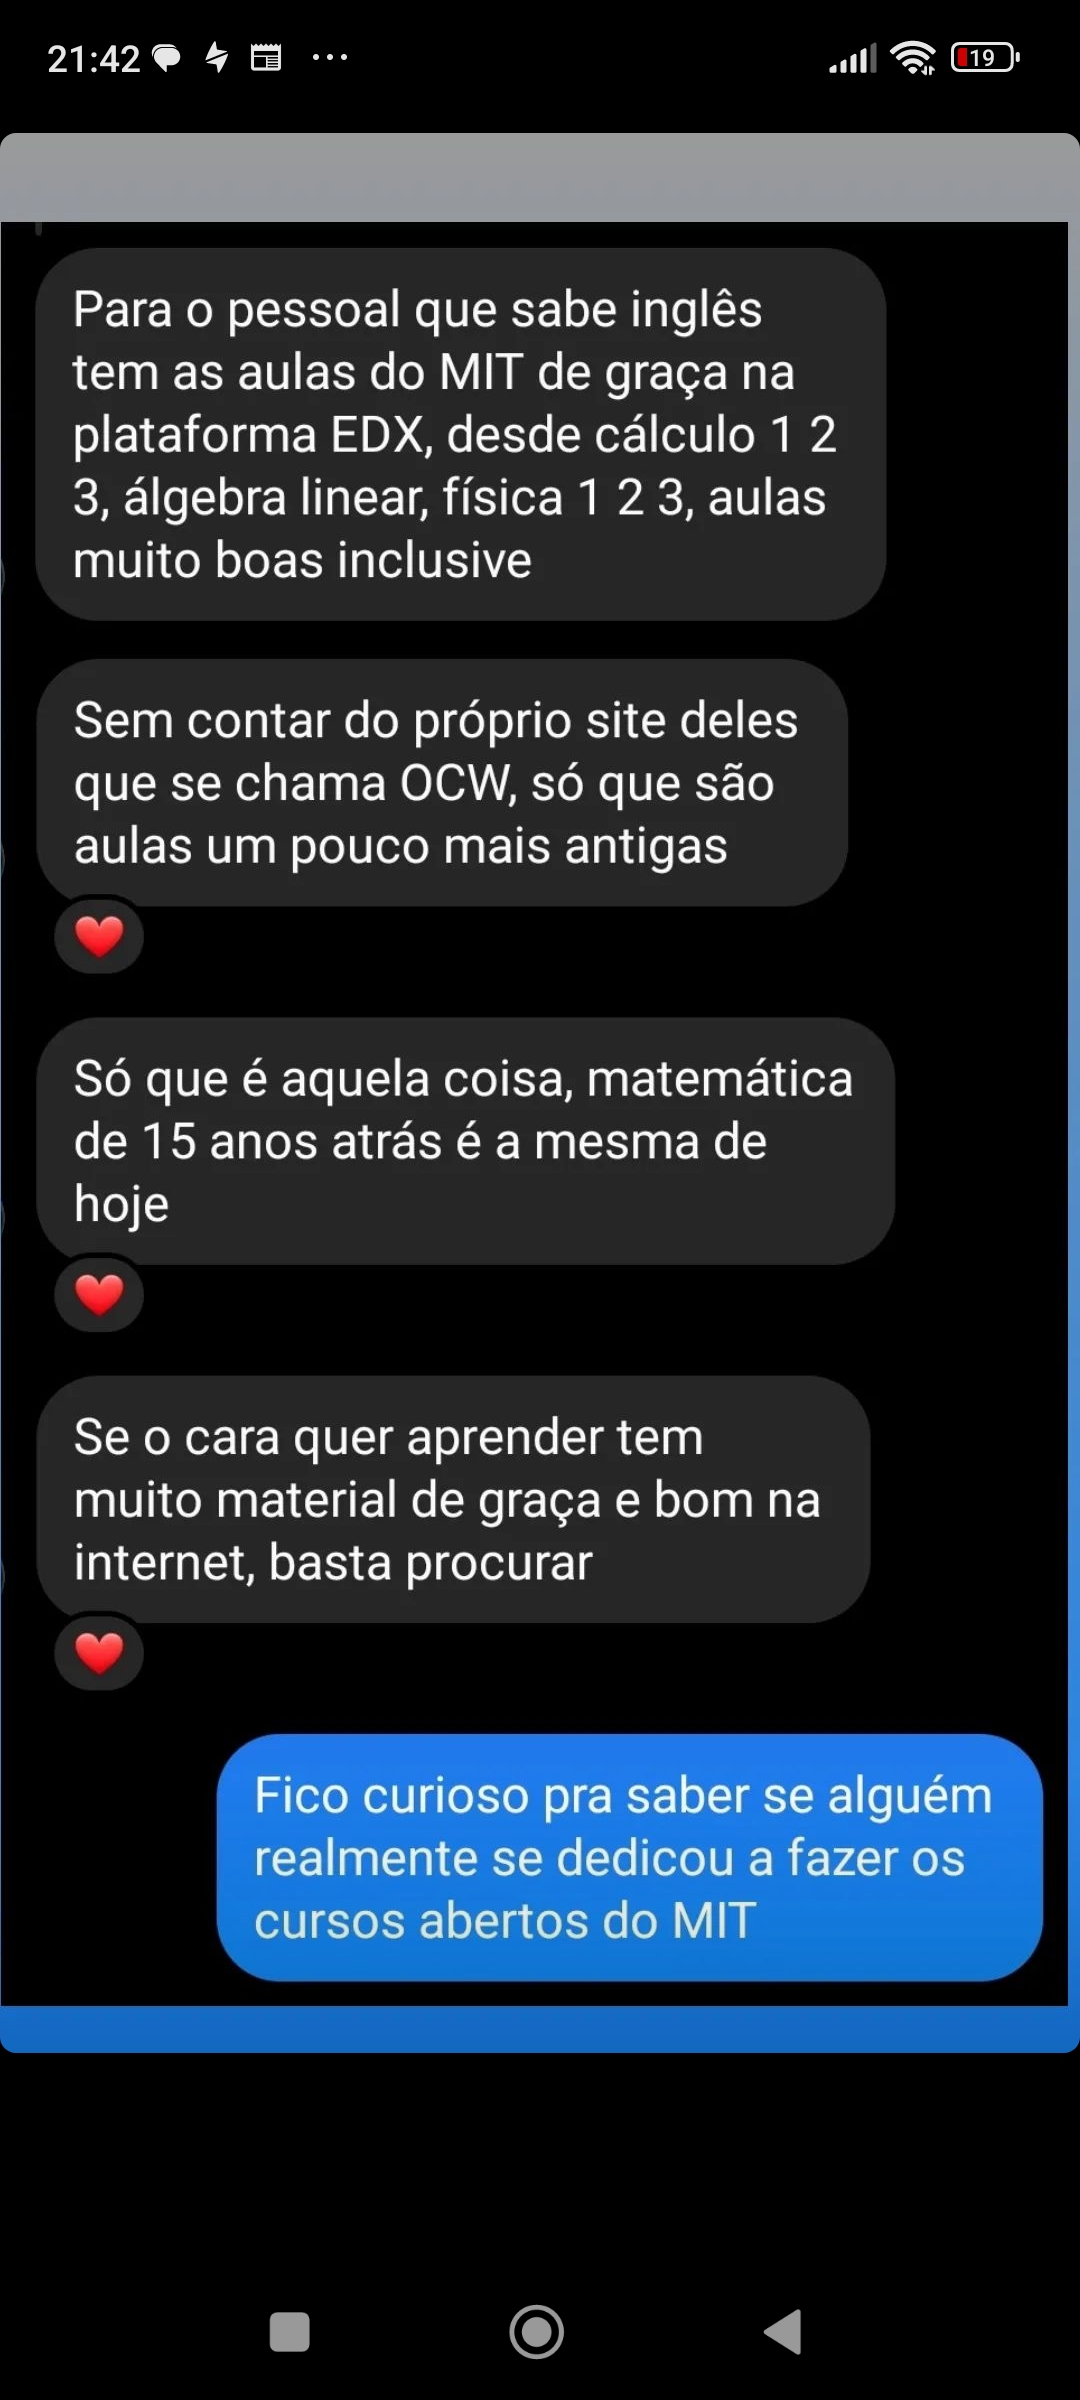 21:42
19
Para o pessoal que sabe inglês
tem as aulas do MIT de graça na
plataforma EDX, desde cálculo 1 2
3, álgebra linear, física 1 2 3, aulas
muito boas inclusive
Sem contar do próprio site deles
que se chama OCW, só que são
aulas um pouco mais antigas
Só que é aquela coisa, matemática
de 15 anos atrás é a mesma de
hoje
Se o cara quer aprender tem
muito material de graça e bom na
internet, basta procurar
Fico curioso pra saber se alguém
realmente se dedicou a fazer os
cursos abertos do MIT